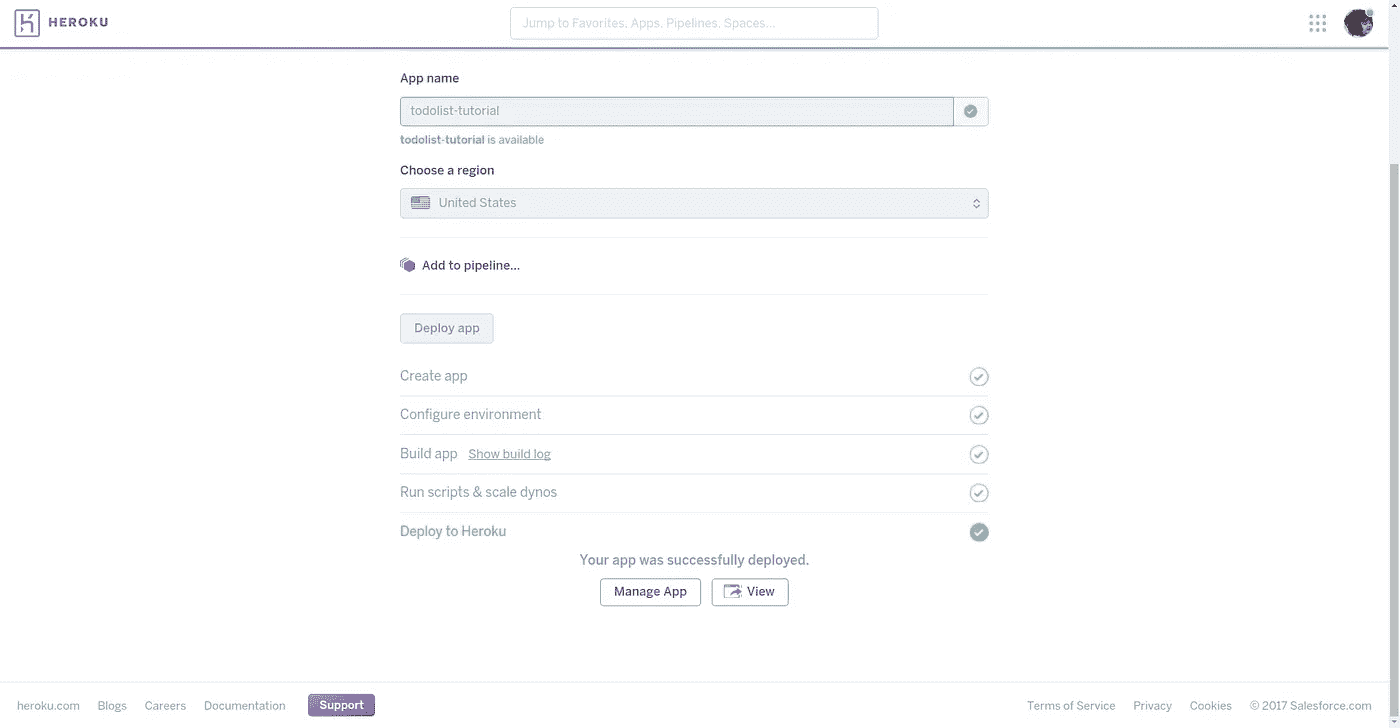 HEROKU
Jump to Favorites, Apps, Pipelines, Spaces...
App name
todolist-tutorial
todolist-tutorial is available
Choose a region
United States
Add to pipeline...
Deploy app
Create app
Configure environment
Build app Show build log
Run scripts & scale dynos
Deploy to Heroku
Your app was successfully deployed.
Manage App View
heroku.com Blogs Careers Documentation Support Terms of Service Privacy Cookies © 2017 Salesforce.com